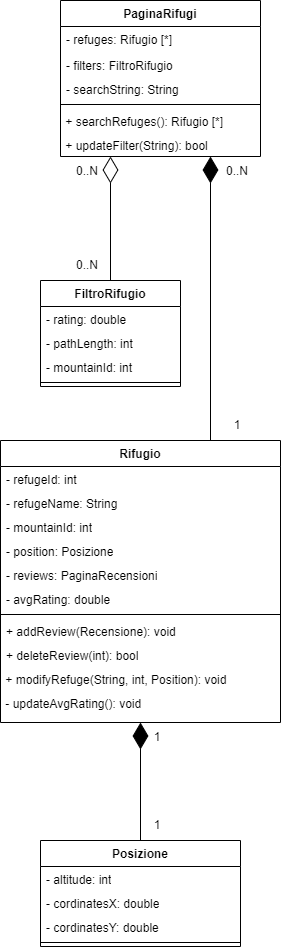 PaginaRifugi
- refuges: Rifugio [*]
- filters: FiltroRifugio
- searchString: String
+ searchRefuges(): Rifugio [*]
+ updateFilter(String): bool
0..N
0..N
0..N
FiltroRifugio
- rating: double
- pathLength: int
- mountainId: int
1
Rifugio
- refugeId: int
- refugeName: String
- mountainId: int
- position: Posizione
- reviews: PaginaRecensioni
- avgRating: double
+ addReview(Recensione): void
+ deleteReview(int): bool
+ modifyRefuge(String, int, Position): void
- updateAvgRating(): void
1
1
Posizione
- altitude: int
- cordinatesX: double
- cordinatesY: double